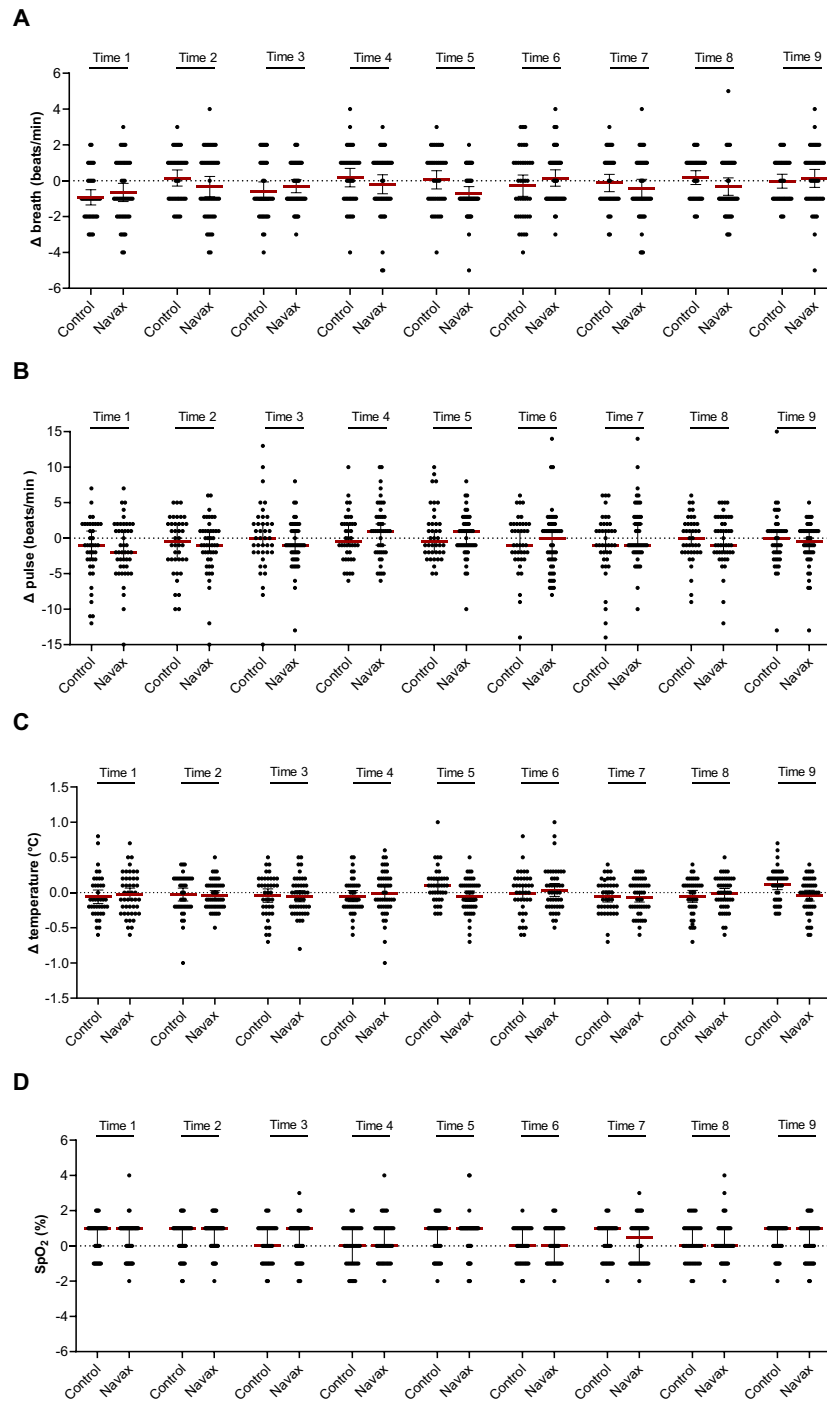 A
Time 1 Time 2 Time 3 Time 4 Time 5 Time 6 Time 7 Time 8 Time 9
6
4
2
0
-2
-4
-6
Δ breath (beats/min)
Control Navax Control Navax Control Navax Control Navax Control Navax Control Navax Control Navax Control Navax Control Navax
B
Time 1 Time 2 Time 3 Time 4 Time 5 Time 6 Time 7 Time 8 Time 9
15
10
5
0
-5
-10
-15
Δ pulse (beats/min )
Control Navax Control Navax Control Navax Control Navax Control Navax Control Navax Control Navax Control Navax Control Navax
C
Time 1 Time 2 Time 3 Time 4 Time 5 Time 6 Time 7 Time 8 Time 9
1.5
1.0
0.5
0.0
-0.5
-1.0
-1.5
Δ temperature (°C)
Control Navax Control Navax Control Navax Control Navax Control Navax Control Navax Control Navax Control Navax Control Navax
D
Time 1 Time 2 Time 3 Time 4 Time 5 Time 6 Time 7 Time 8 Time 9
6
4
2
0
-2
-4
-6
SpO₂ (%)
Control Navax Control Navax Control Navax Control Navax Control Navax Control Navax Control Navax Control Navax Control Navax